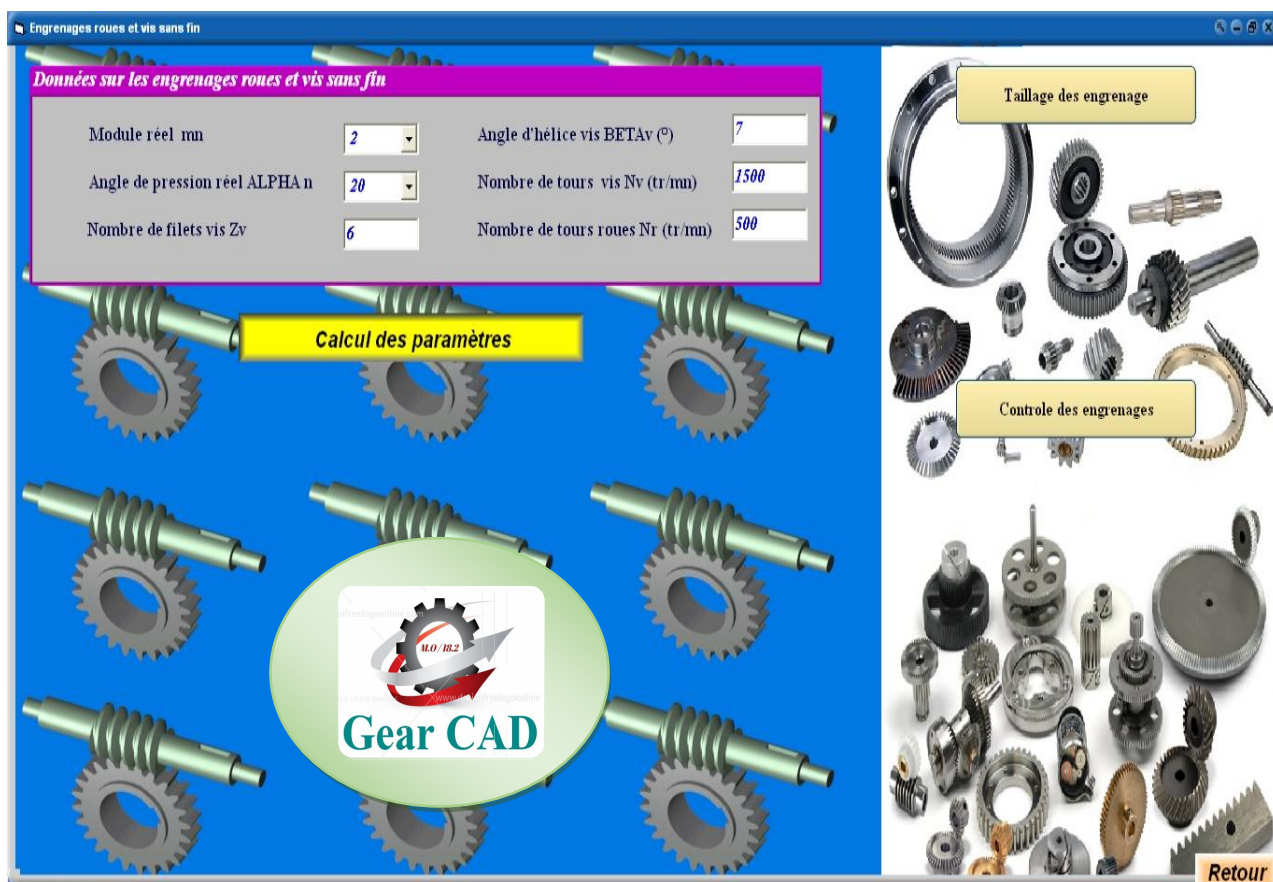 Engrenages roues et vis sans fin
Données sur les engrenages roues et vis sans fin
Module réel mn
2
Angle d'hélice vis BETAv (°)
7
Angle de pression réel ALPHA n
20
Nombre de tours vis Nv (tr/mn)
1500
Nombre de filets vis Zv
6
Nombre de tours roues Nr (tr/mn)
500
Calcul des paramètres
Taillage des engrenage
Controle des engrenages
M.O/18.2
Gear CAD
Retour